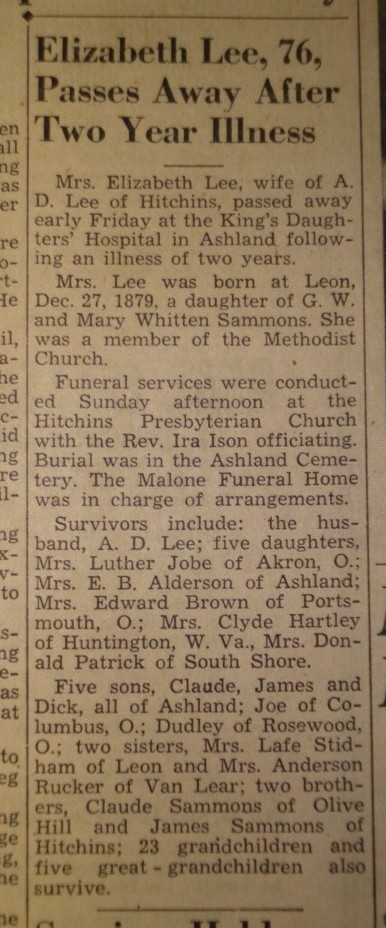 Elizabeth Lee, 76,
Passes Away After
Two Year Illness
Mrs. Elizabeth Lee, wife of A.
D. Lee of Hitchins, passed away
early Friday at the King's Daugh-
ters' Hospital in Ashland follow-
ing an illness of two years.
Mrs. Lee was born at Leon,
Dec. 27, 1879, a daughter of G. W.
and Mary Whitten Sammons. She
was a member of the Methodist
Church.
Funeral services were conduct-
ed Sunday afternoon at the
Hitchins Presbyterian Church
with the Rev. Ira Ison officiating.
Burial was in the Ashland Ceme-
tery. The Malone Funeral Home
was in charge of arrangements.
Survivors include: the hus-
band, A. D. Lee; five daughters,
Mrs. Luther Jobe of Akron, O.;
Mrs. E. B. Alderson of Ashland;
Mrs. Edward Brown of Ports-
mouth, O.; Mrs. Clyde Hartley
of Huntington, W. Va., Mrs. Don-
ald Patrick of South Shore.
Five sons, Claude, James and
Dick, all of Ashland; Joe of Co-
lumbus, O.; Dudley of Rosewood,
O.; two sisters, Mrs. Lafe Stid-
ham of Leon and Mrs. Anderson
Rucker of Van Lear; two broth-
ers, Claude Sammons of Olive
Hill and James Sammons of
Hitchins; 23 grandchildren and
five great-grandchildren also
survive.